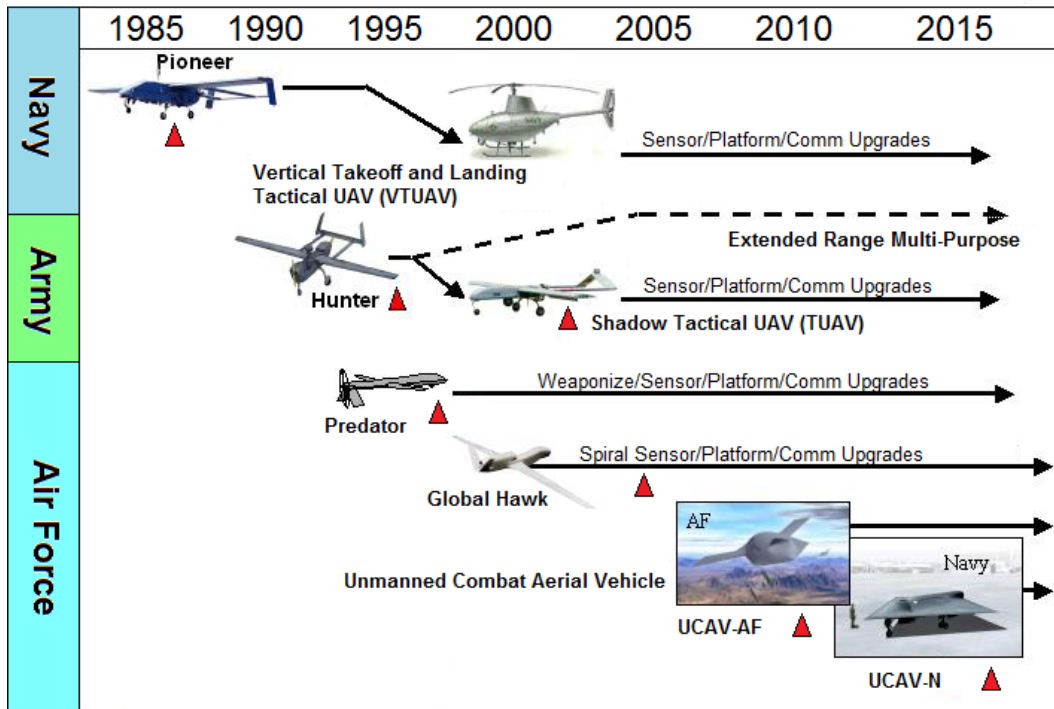 1985 1990 1995 2000 2005 2010 2015
Navy
Pioneer
Sensor/Platform/Comm Upgrades
Vertical Takeoff and Landing
Tactical UAV (VTUAV)
Army
Extended Range Multi-Purpose
Hunter
Sensor/Platform/Comm Upgrades
Shadow Tactical UAV (TUAV)
Air Force
Weaponize/Sensor/Platform/Comm Upgrades
Predator
Spiral Sensor/Platform/Comm Upgrades
Global Hawk
AF
Navy
Unmanned Combat Aerial Vehicle
UCAV-AF
UCAV-N